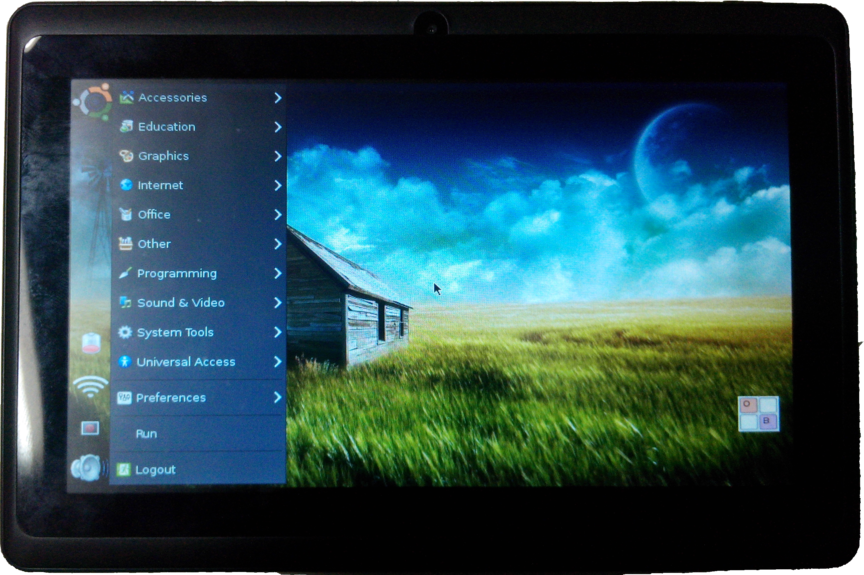 Accessories
Education
Graphics
Internet
Office
Other
Programming
Sound & Video
System Tools
Universal Access
Preferences
Run
Logout
O
B